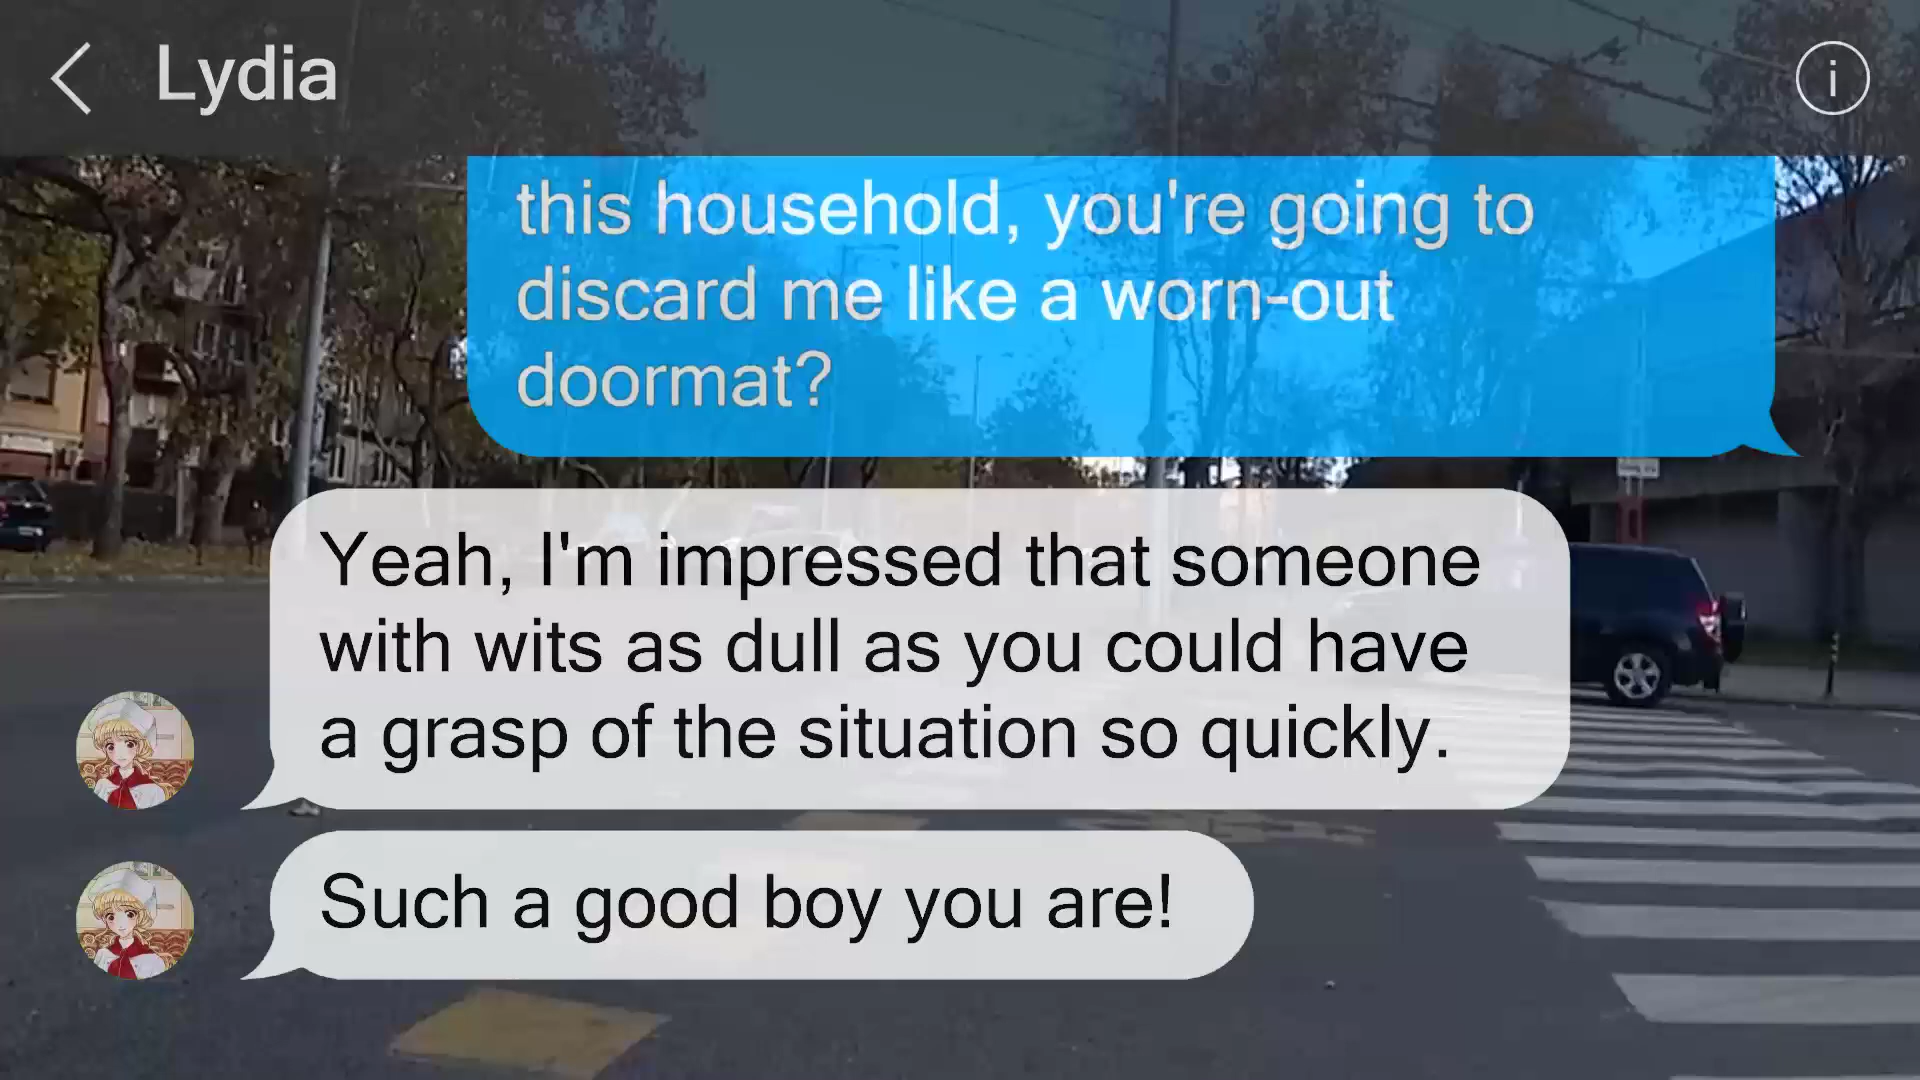 Lydia
this household, you're going to
discard me like a worn-out
doormat?
Yeah, I'm impressed that someone
with wits as dull as you could have
a grasp of the situation so quickly.
Such a good boy you are!